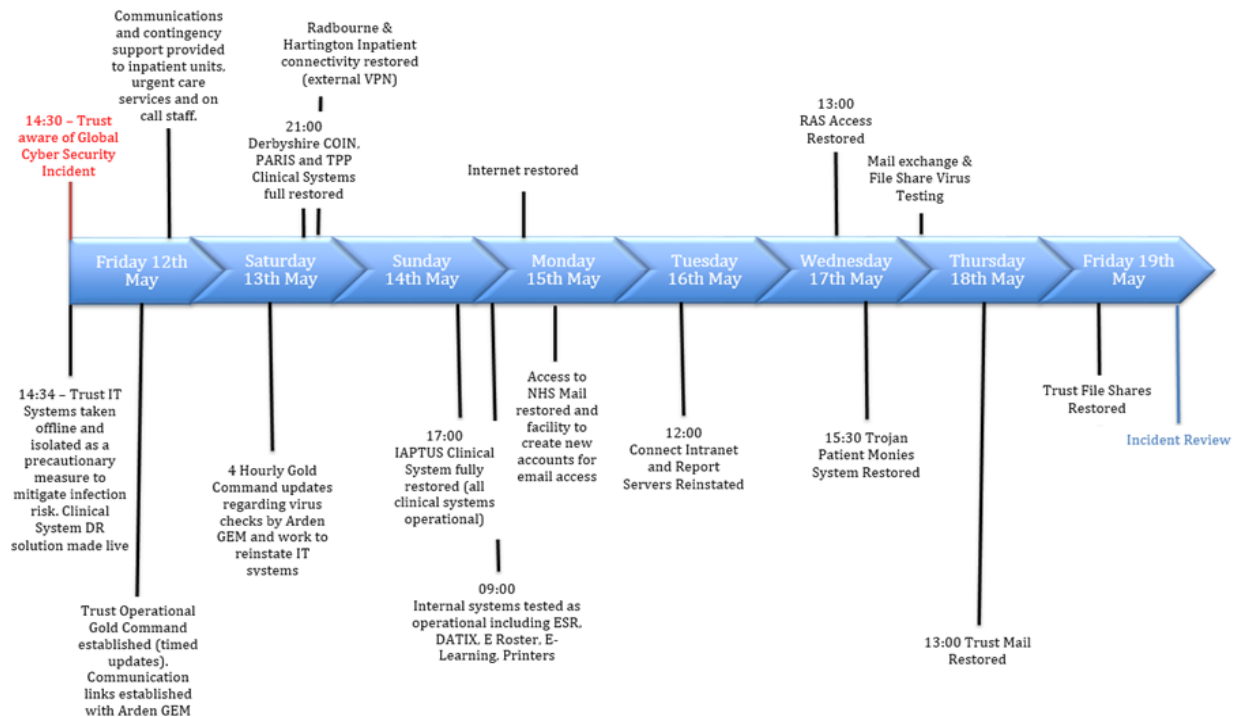 Communications
and contingency
support provided
to inpatient units,
urgent care
services and on
call staff.
Radbourne &
Hartington Inpatient
connectivity restored
(external VPN)
14:30 – Trust
aware of Global
Cyber Security
Incident
21:00
Derbyshire COIN,
PARIS and TPP
Clinical Systems
full restored
Internet restored
13:00
RAS Access
Restored
Mail exchange &
File Share Virus
Testing
Friday 12th
May
Saturday
13th May
Sunday
14th May
Monday
15th May
Tuesday
16th May
Wednesday
17th May
Thursday
18th May
Friday 19th
May
14:34 – Trust IT
Systems taken
offline and
isolated as a
precautionary
measure to
mitigate infection
risk. Clinical
System DR
solution made live
Trust Operational
Gold Command
established (timed
updates).
Communication
links established
with Arden GEM
4 Hourly Gold
Command updates
regarding virus
checks by Arden
GEM and work to
reinstate IT
systems
17:00
IAPTUS Clinical
System fully
restored (all
clinical systems
operational)
09:00
Internal systems tested as
operational including ESR,
DATIX, E Roster, E-
Learning, Printers
Access to
NHS Mail
restored and
facility to
create new
accounts for
email access
12:00
Connect Intranet
and Report
Servers Reinstated
15:30 Trojan
Patient Monies
System Restored
13:00 Trust Mail
Restored
Trust File Shares
Restored
Incident Review